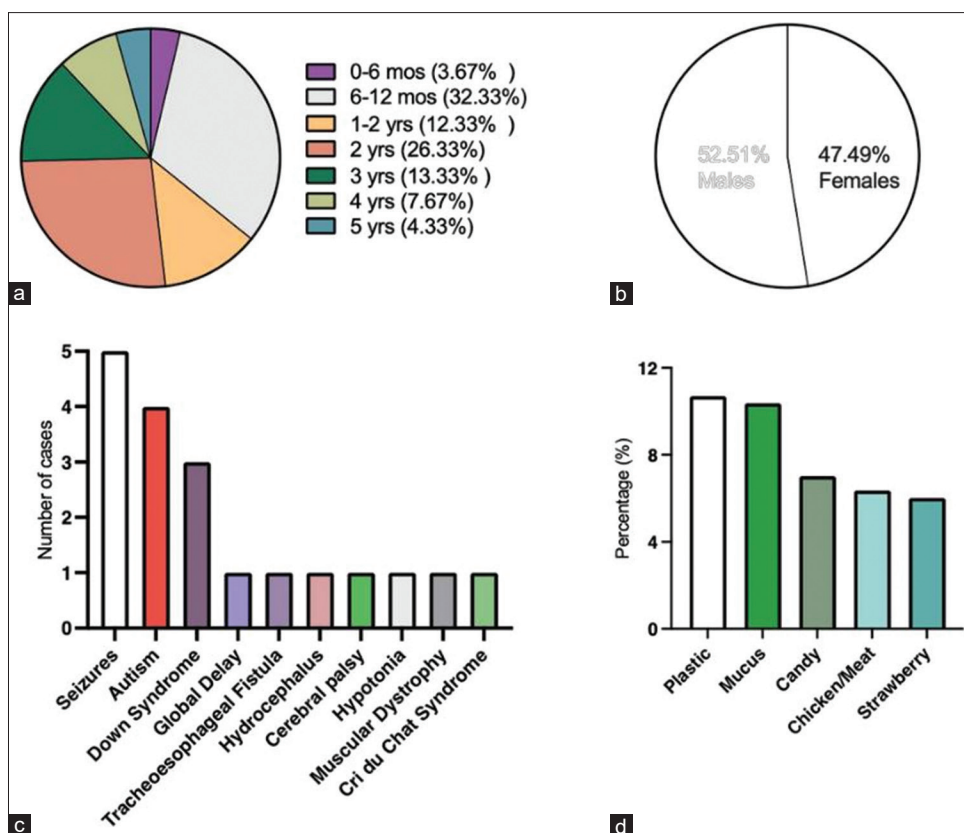 0-6 mos (3.67% )
6-12 mos (32.33%)
1-2 yrs (12.33% )
2 yrs (26.33%)
3 yrs (13.33% )
4 yrs (7.67%)
5 yrs (4.33%)
a
52.51%
Males
47.49%
Females
b
Number of cases
5
4
3
2
1
0
Seizures
Autism
Down Syndrome
Global Delay
Tracheoesophageal Fistula
Hydrocephalus
Cerebral palsy
Hypotonia
Muscular Dystrophy
Cri du Chat Syndrome
c
Percentage (%)
12
8
4
0
Plastic
Mucus
Candy
Chicken/Meat
Strawberry
d